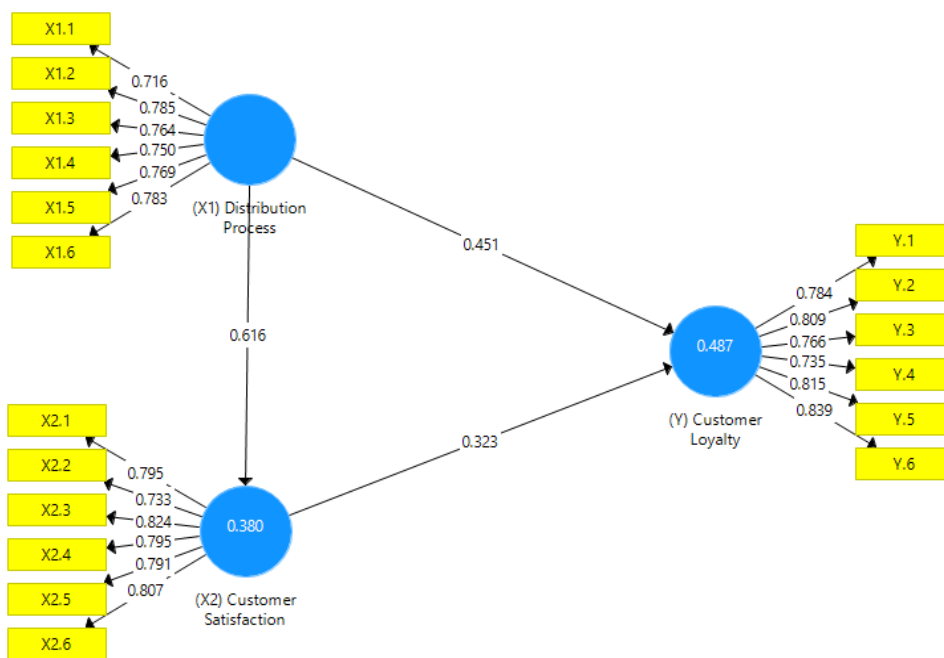 X1.1
X1.2
X1.3
X1.4
X1.5
X1.6
0.716
0.785
0.764
0.750
0.769
0.783
(X1) Distribution
Process
0.451
0.616
0.323
X2.1
X2.2
X2.3
X2.4
X2.5
X2.6
0.795
0.733
0.824
0.795
0.791
0.807
0.380
(X2) Customer
Satisfaction
0.487
(Y) Customer
Loyalty
0.784
0.809
0.766
0.735
0.815
0.839
Y.1
Y.2
Y.3
Y.4
Y.5
Y.6